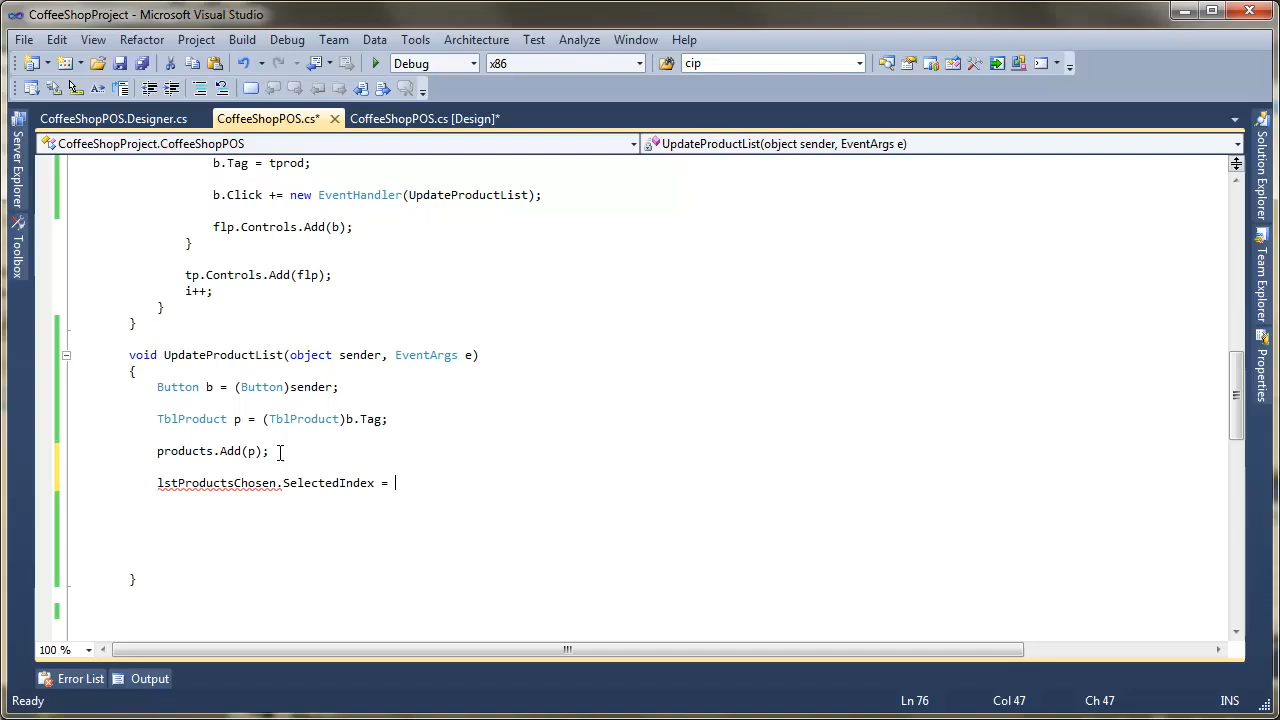 CoffeeShopProject - Microsoft Visual Studio
File Edit View Refactor Project Build Debug Team Data Tools Architecture Test Analyze Window Help
Debug x86 cip
CoffeeShopPOS.Designer.cs CoffeeShopPOS.cs* CoffeeShopPOS.cs [Design]*
CoffeeShopProject.CoffeeShopPOS UpdateProductList(object sender, EventArgs e)
Server Explorer
Toolbox
b.Tag = tprod;
b.Click += new EventHandler(UpdateProductList);
flp.Controls.Add(b);
}
tp.Controls.Add(flp);
i++;
}
}
void UpdateProductList(object sender, EventArgs e)
{
Button b = (Button)sender;
TblProduct p = (TblProduct)b.Tag;
products.Add(p);
lstProductsChosen.SelectedIndex =
}
Solution Explorer
Team Explorer
Properties
100 %
Error List Output
Ready Ln 76 Col 47 Ch 47 INS